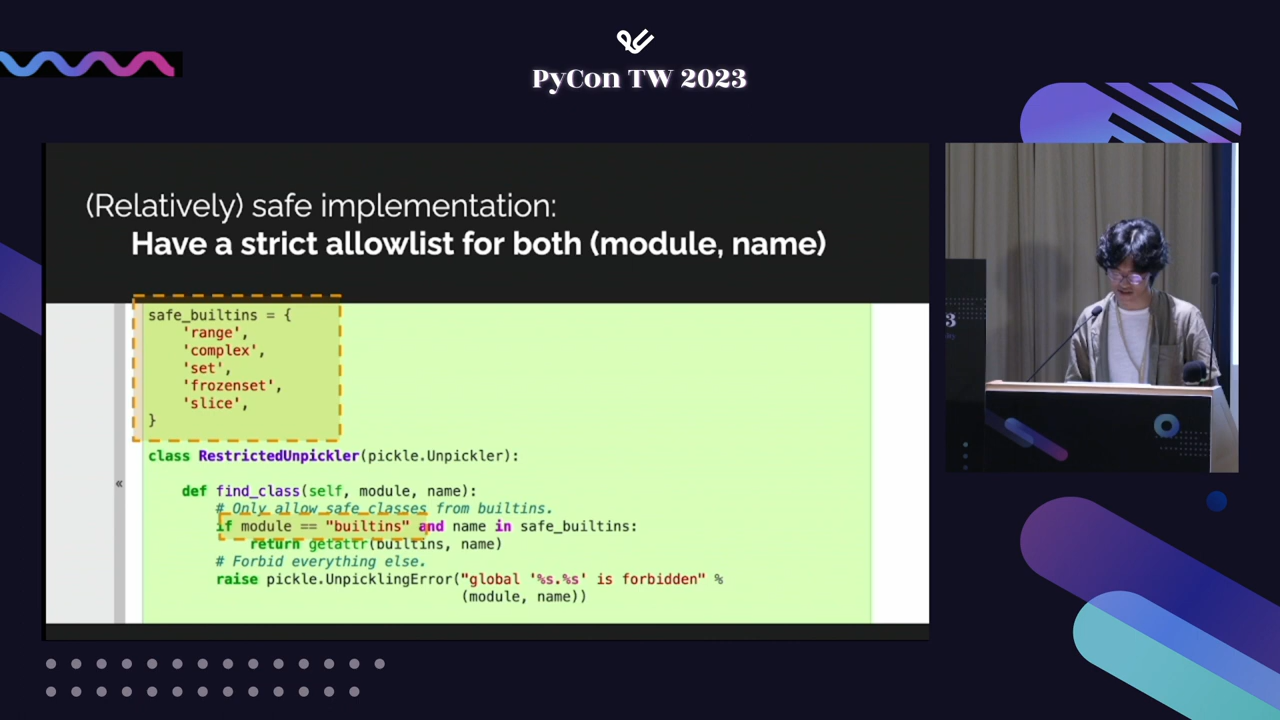 PyCon TW 2023
(Relatively) safe implementation:
Have a strict allowlist for both (module, name)
safe_builtins = {
    'range',
    'complex',
    'set',
    'frozenset',
    'slice',
}
class RestrictedUnpickler(pickle.Unpickler):
    def find_class(self, module, name):
        # Only allow safe classes from builtins.
        if module == "builtins" and name in safe_builtins:
            return getattr(builtins, name)
        # Forbid everything else.
        raise pickle.UnpicklingError("global '%s.%s' is forbidden" %
                                     (module, name))
«
3